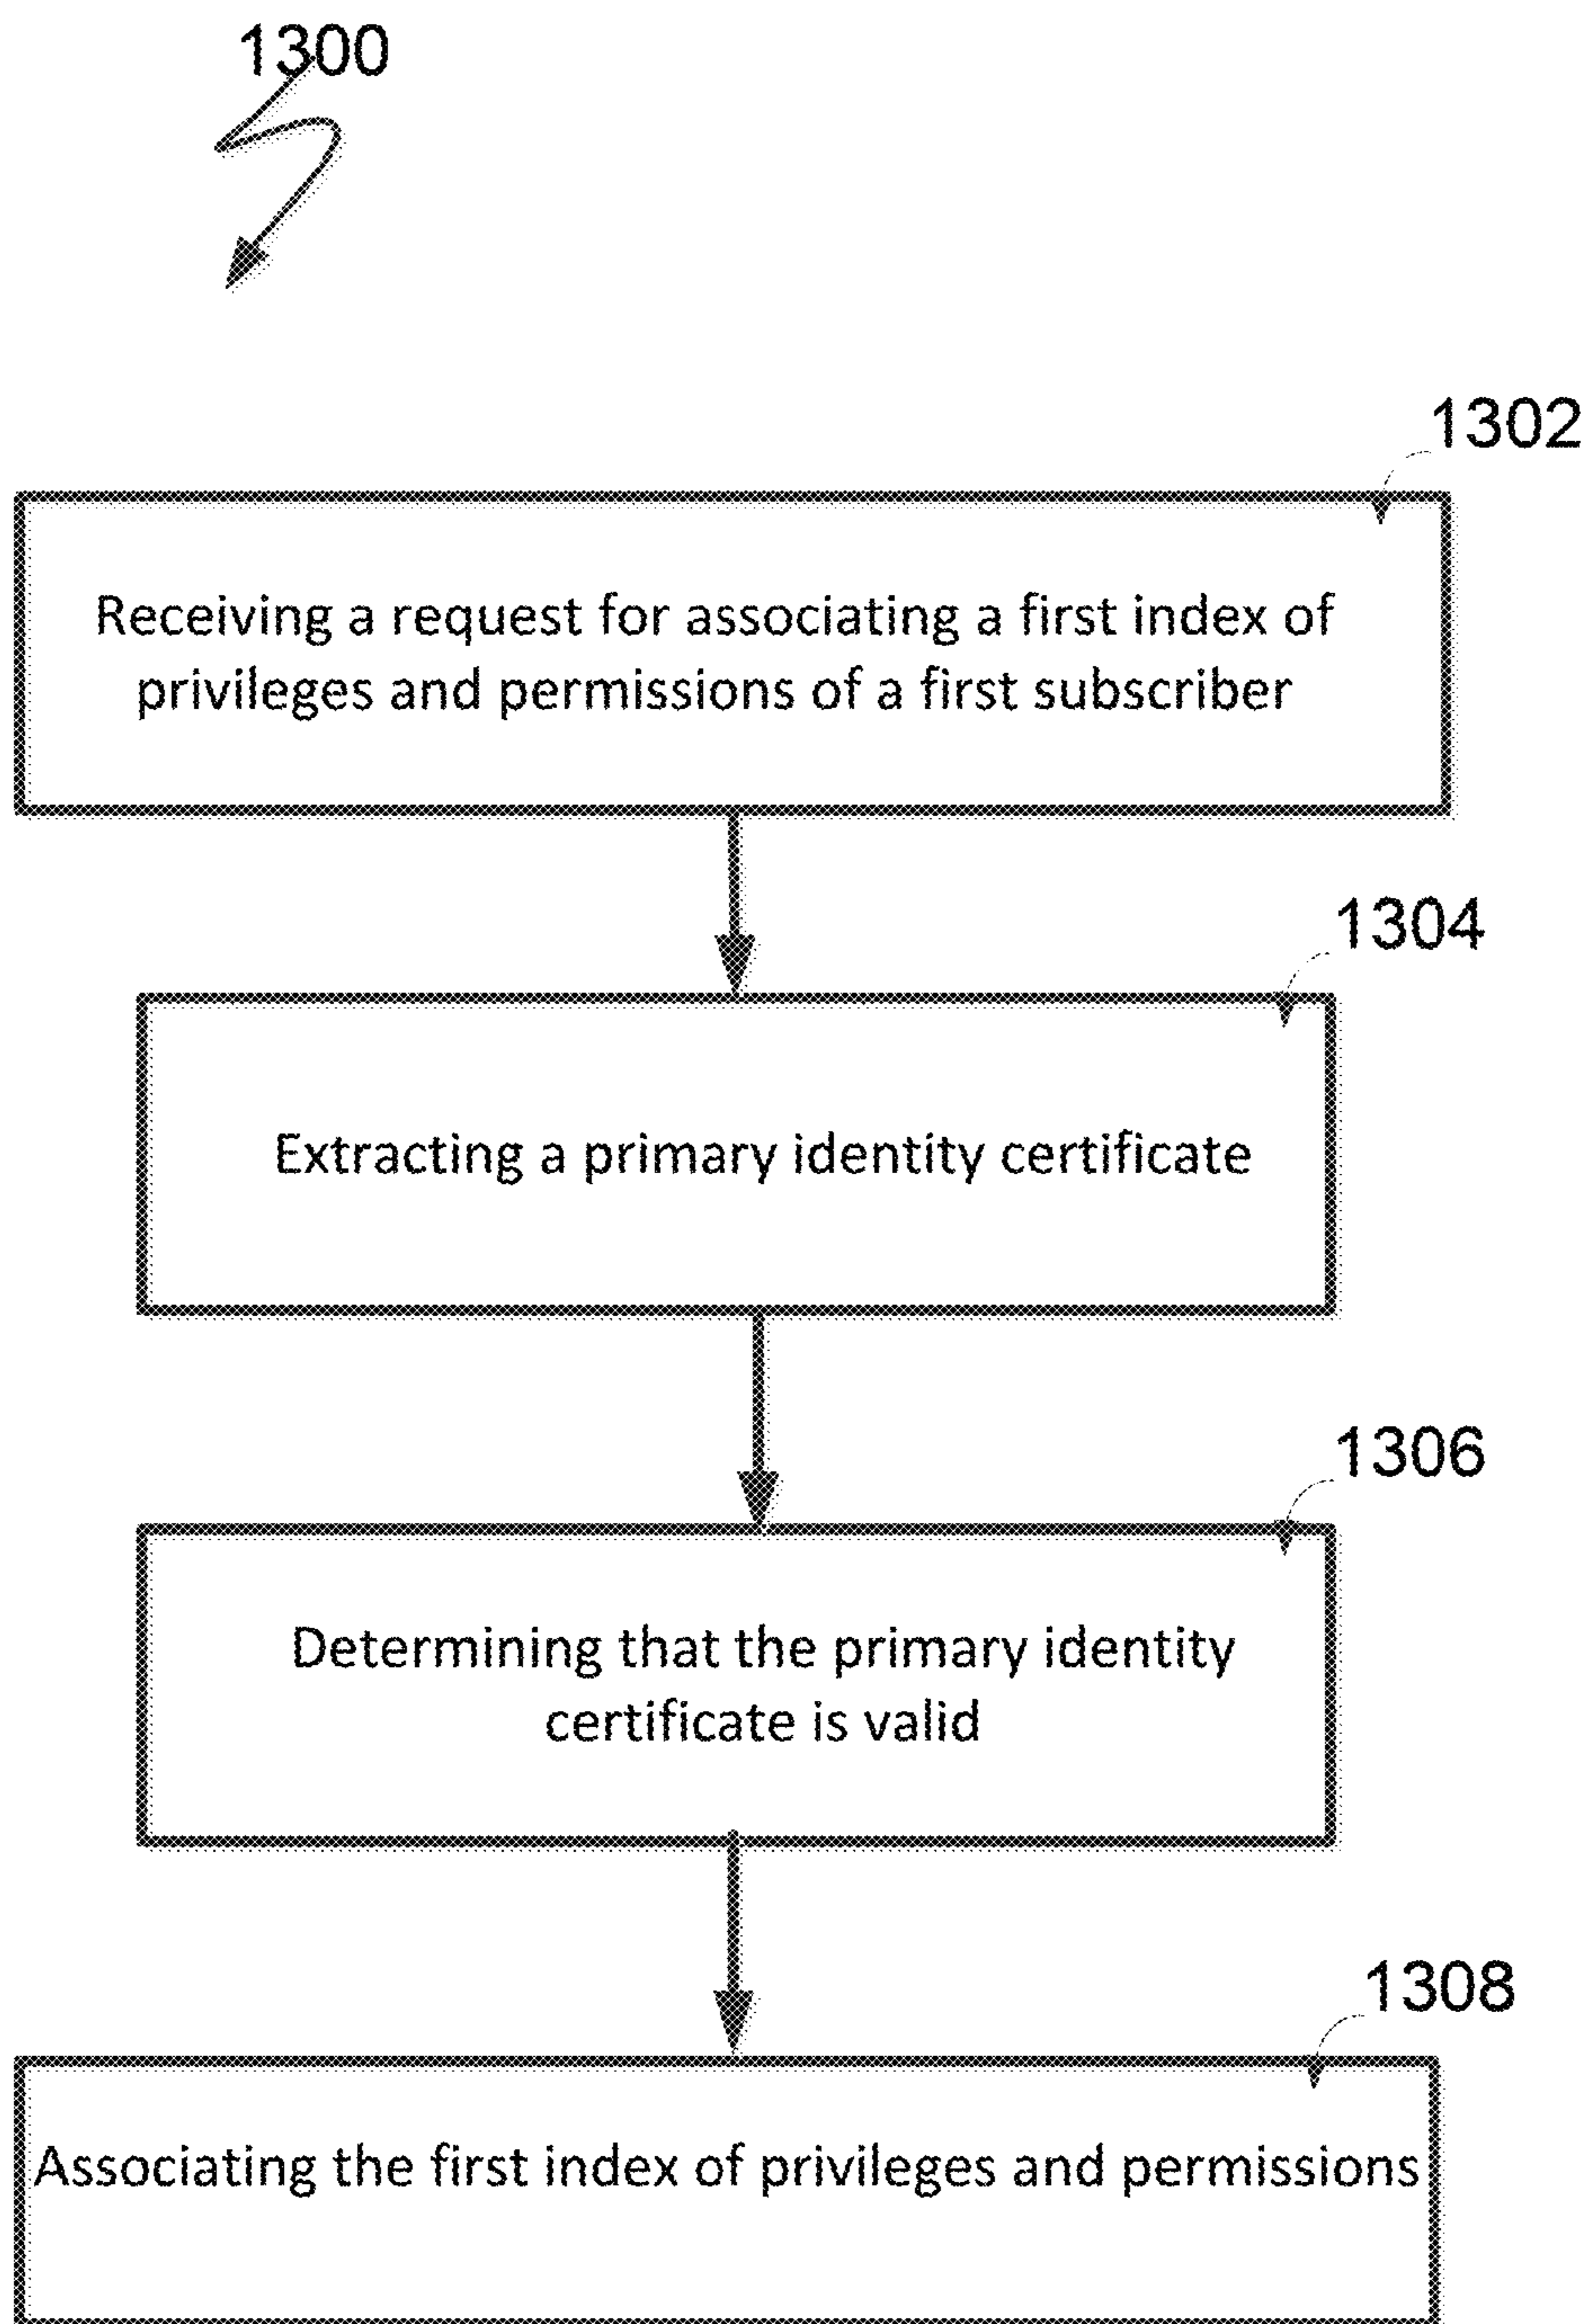 1300
1302
Receiving a request for associating a first index of
privileges and permissions of a first subscriber
1304
Extracting a primary identity certificate
1306
Determining that the primary identity
certificate is valid
1308
Associating the first index of privileges and permissions